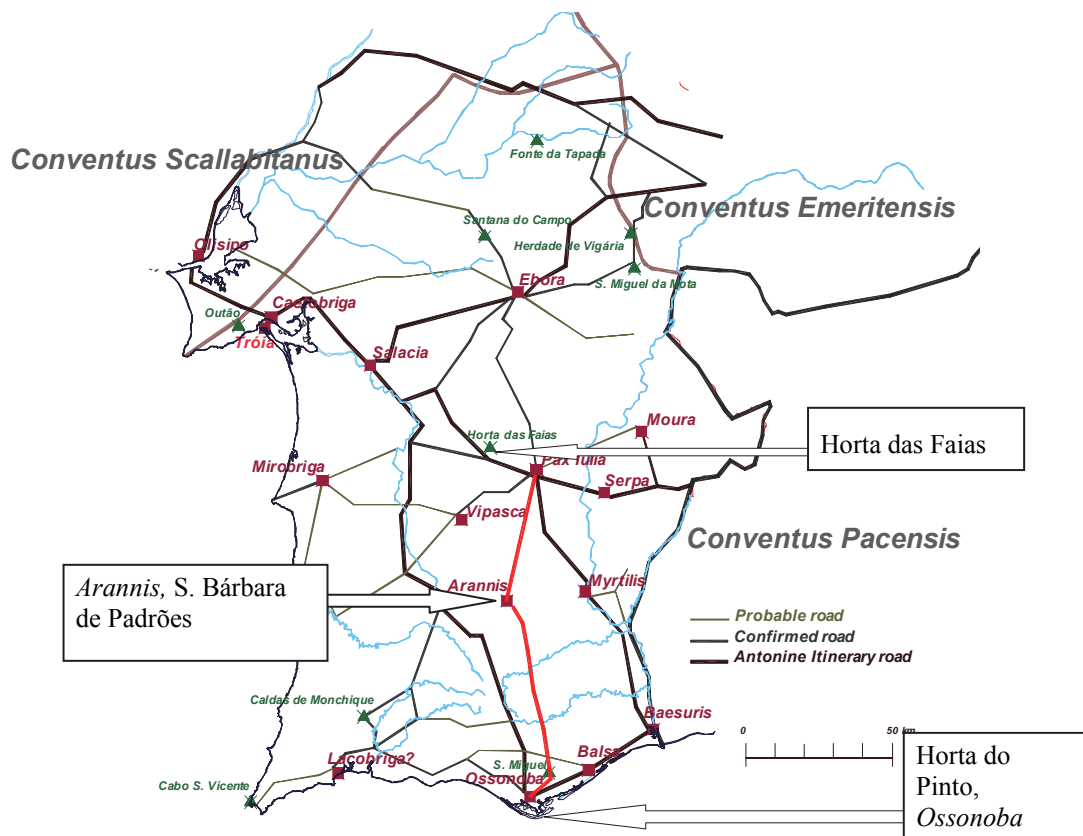 Conventus Scallabitanus
Fonte da Tapada
Santana do Campo
Conventus Emeritensis
Herdade de Vigária
S. Miguel da Mota
Olisipo
Ebora
Caetobriga
Outão
Tróia
Salacia
Horta das Faias
Moura
Horta das Faias
Pax Iulia
Mirobriga
Serpa
Vipasca
Conventus Pacensis
Arannis, S. Bárbara
de Padrões
Arannis
Myrtilis
Probable road
Confirmed road
Antonine Itinerary road
Caldas de Monchique
Baesuris
0
50 km
Lacobriga?
S. Miguel
Balsa
Ossonoba
Cabo S. Vicente
Horta do
Pinto,
Ossonoba